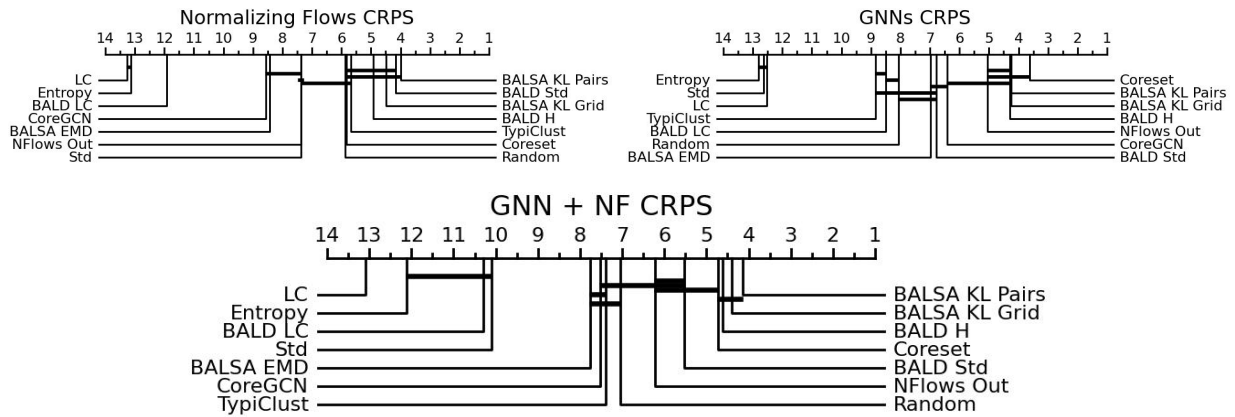 Normalizing Flows CRPS
14 13 12 11 10 9 8 7 6 5 4 3 2 1
LC
Entropy
BALD LC
CoreGCN
BALSA EMD
NFlows Out
Std
BALSA KL Pairs
BALD Std
BALSA KL Grid
BALD H
TypiClust
Coreset
Random
GNNs CRPS
14 13 12 11 10 9 8 7 6 5 4 3 2 1
Entropy
Std
LC
TypiClust
BALD LC
Random
BALSA EMD
Coreset
BALSA KL Pairs
BALSA KL Grid
BALD H
NFlows Out
CoreGCN
BALD Std
GNN + NF CRPS
14 13 12 11 10 9 8 7 6 5 4 3 2 1
LC
Entropy
BALD LC
Std
BALSA EMD
CoreGCN
TypiClust
BALSA KL Pairs
BALSA KL Grid
BALD H
Coreset
BALD Std
NFlows Out
Random